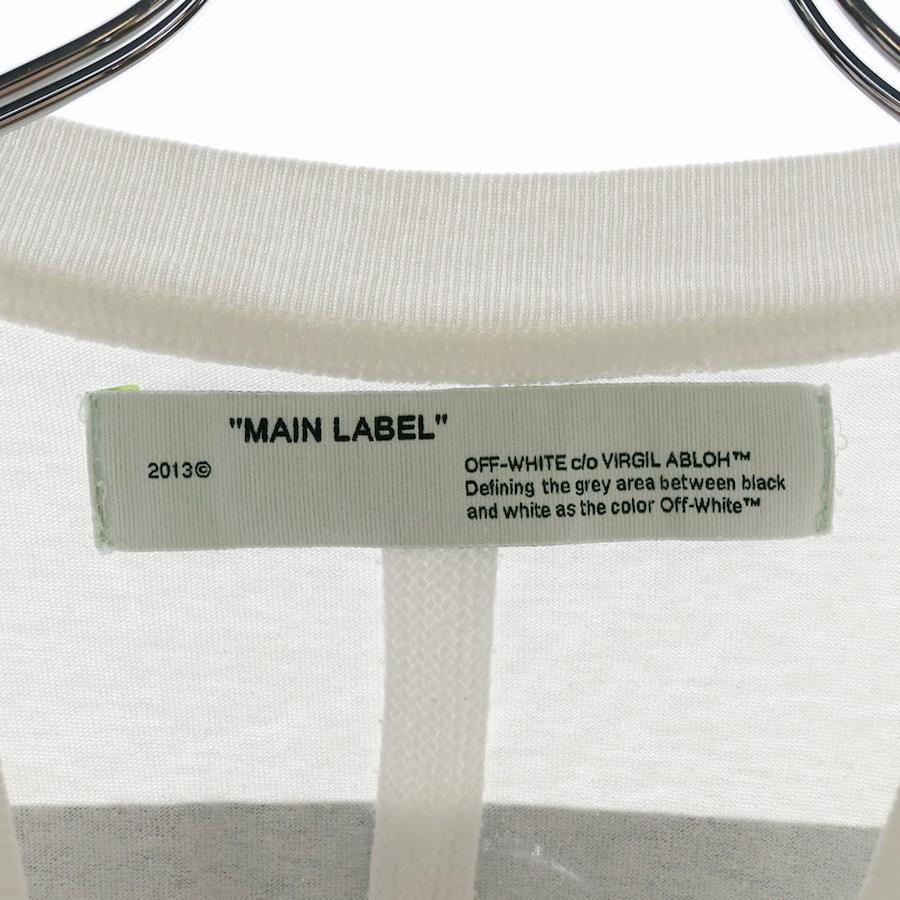 "MAIN LABEL"
2013©
OFF-WHITE c/o VIRGIL ABLOH™
Defining the grey area between black
and white as the color Off-White™